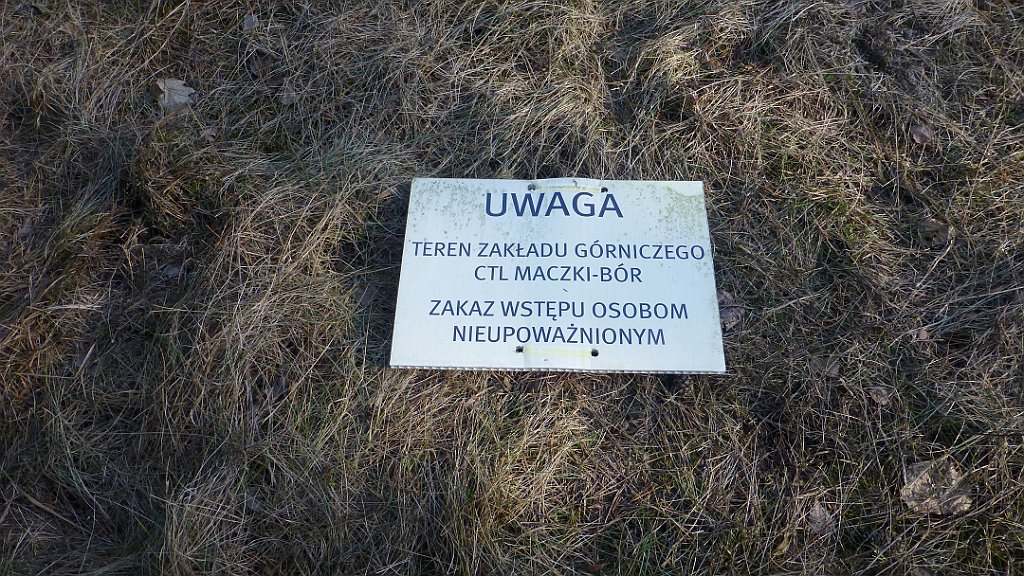 UWAGA
TEREN ZAKŁADU GÓRNICZEGO
CTL MACZKI-BÓR
ZAKAZ WSTĘPU OSOBOM
NIEUPOWAŻNIONYM